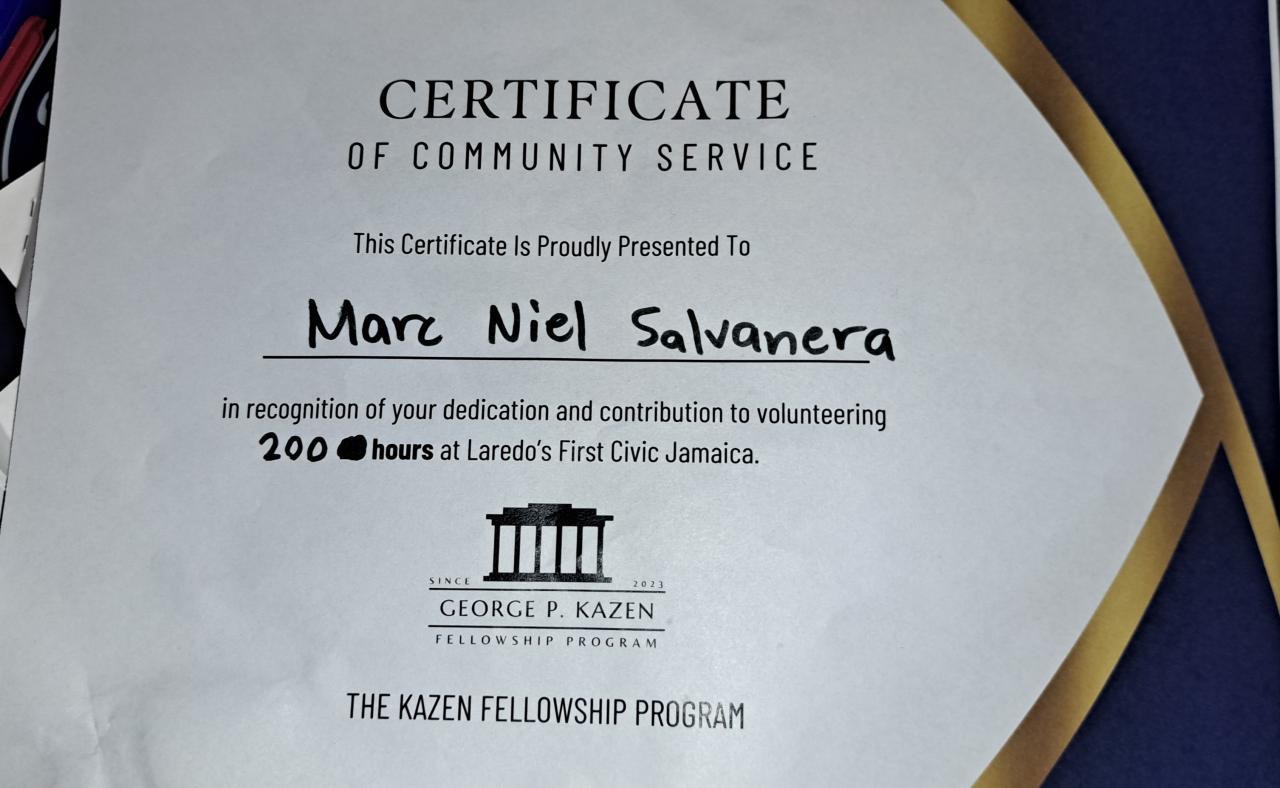 CERTIFICATE
OF COMMUNITY SERVICE
This Certificate Is Proudly Presented To
Marc Niel Salvanera
in recognition of your dedication and contribution to volunteering
200 hours at Laredo's First Civic Jamaica.
SINCE 2023
GEORGE P. KAZEN
FELLOWSHIP PROGRAM
THE KAZEN FELLOWSHIP PROGRAM